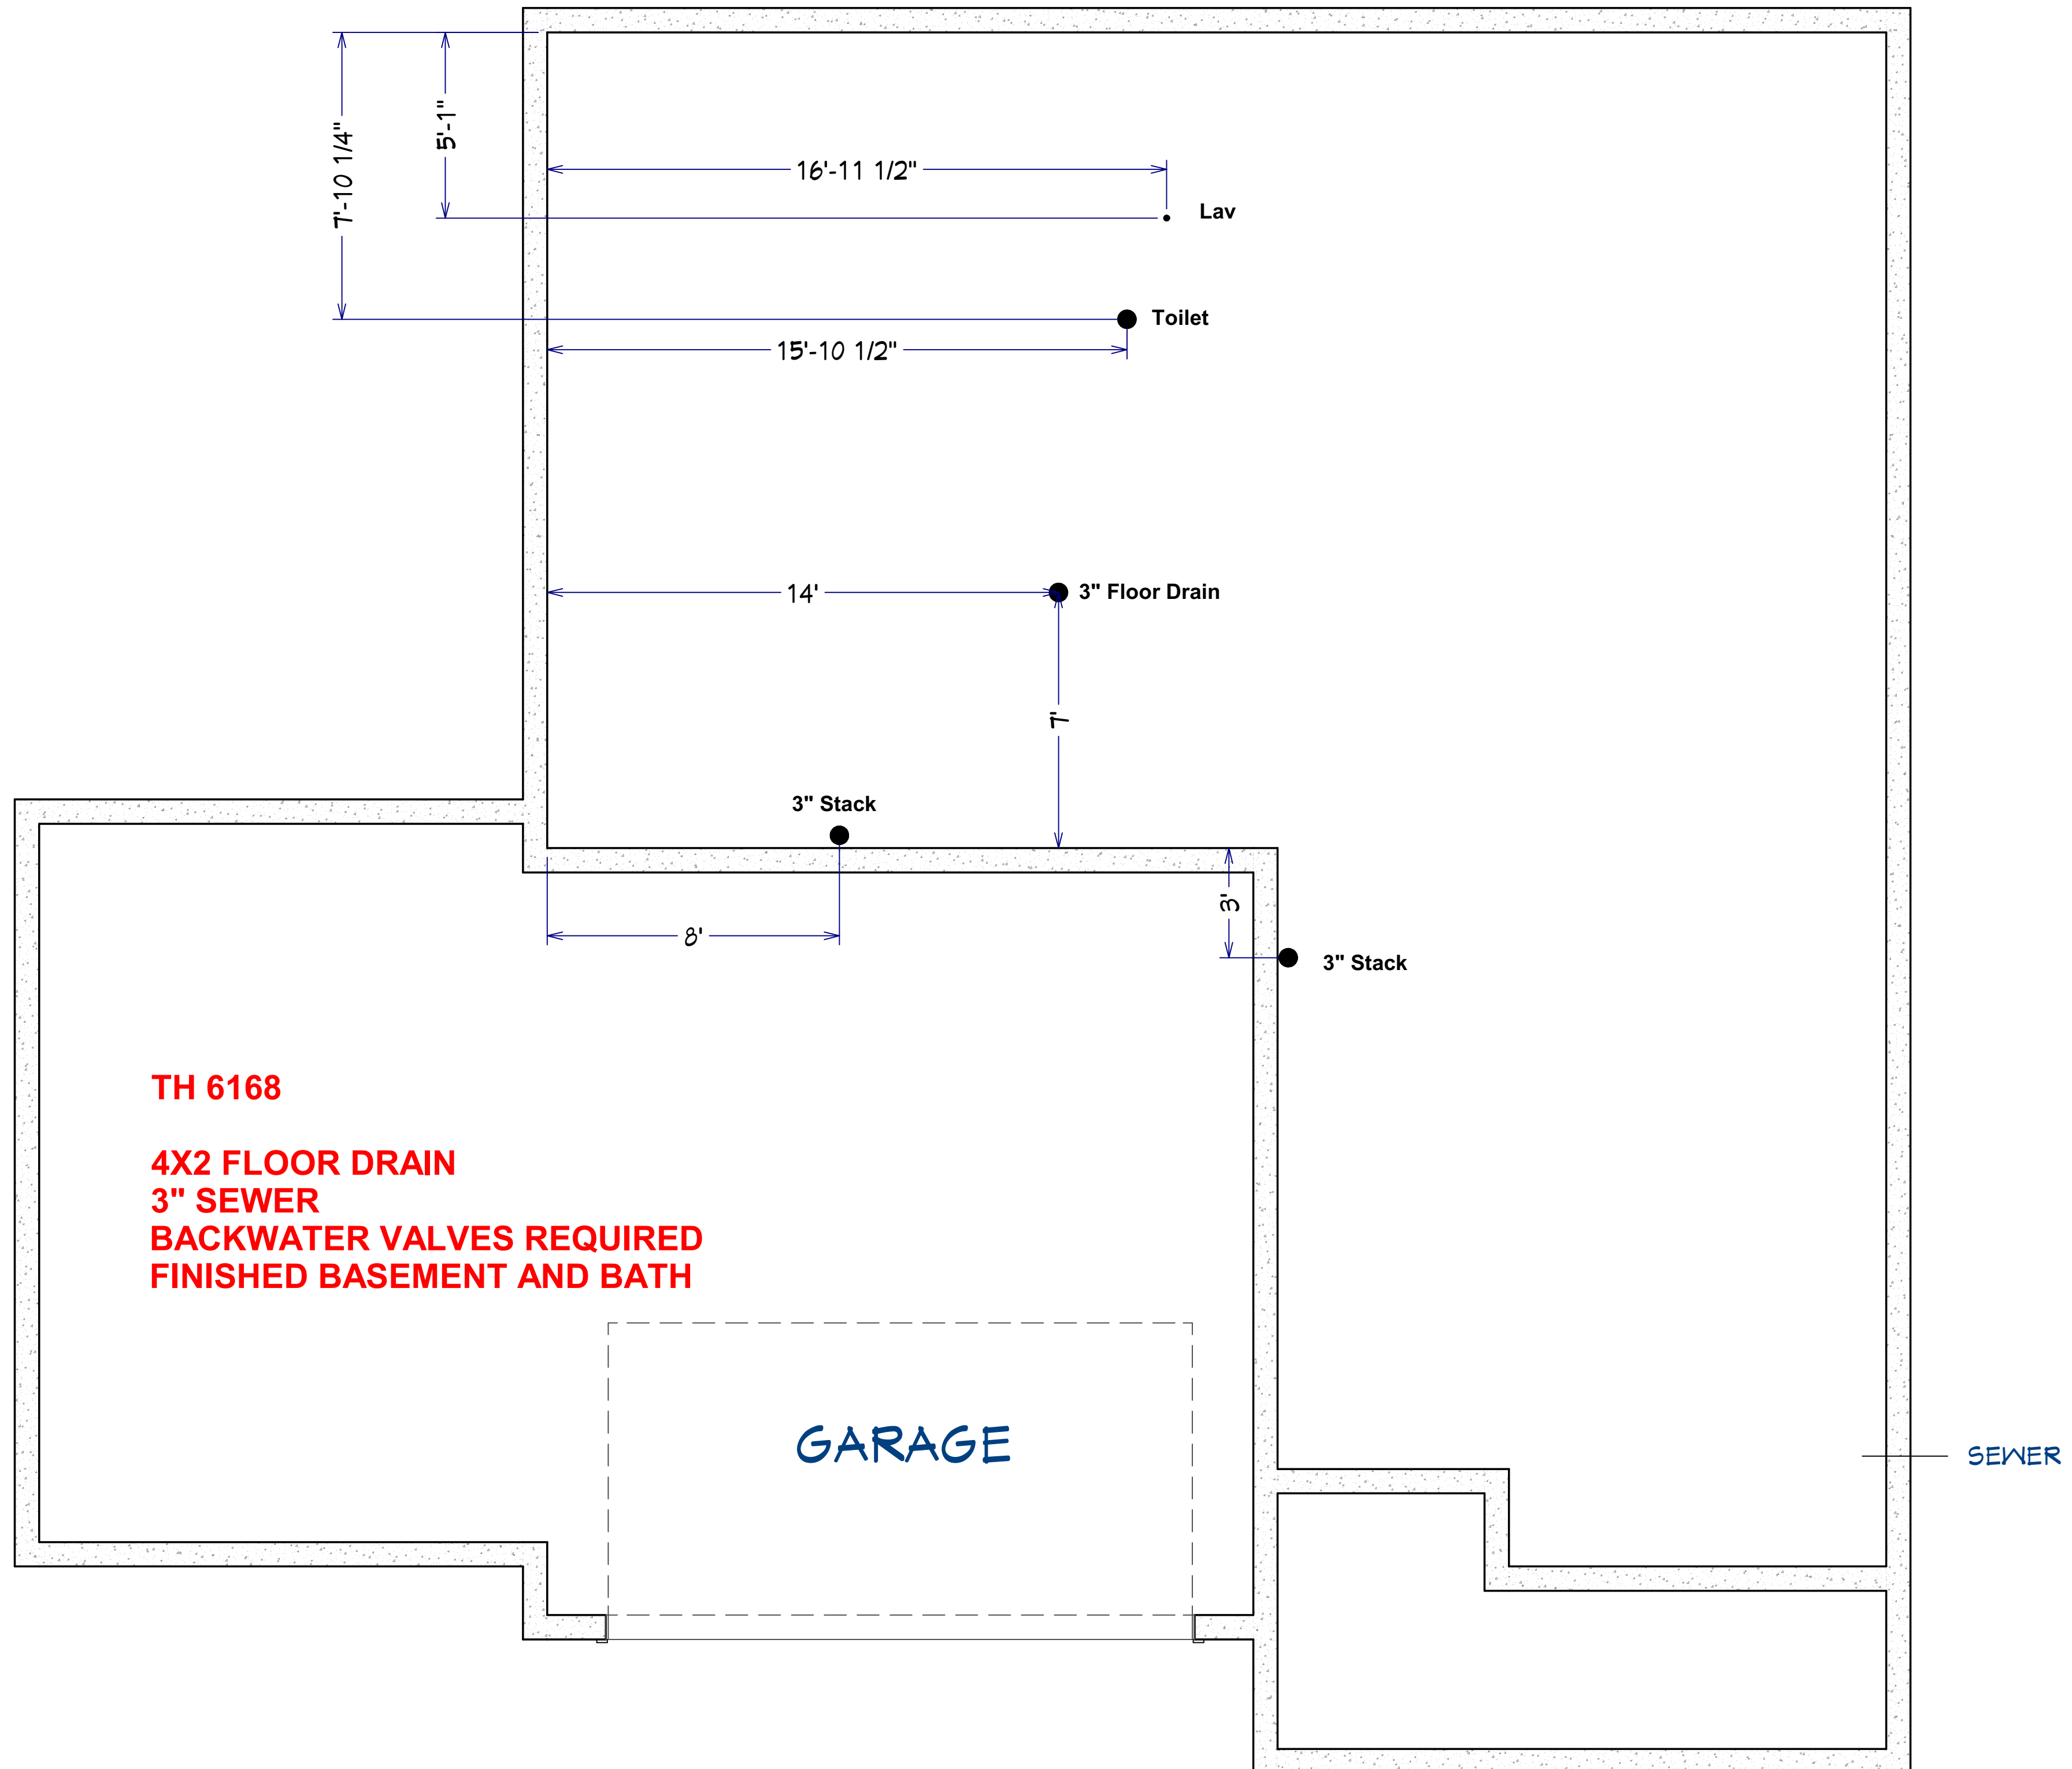 5'-1"
7'-10 1/4"
16'-11 1/2"
Lav
Toilet
15'-10 1/2"
14'
3" Floor Drain
7'
3" Stack
3'
8'
3" Stack
TH 6168
4X2 FLOOR DRAIN
3" SEWER
BACKWATER VALVES REQUIRED
FINISHED BASEMENT AND BATH
GARAGE
SEWER